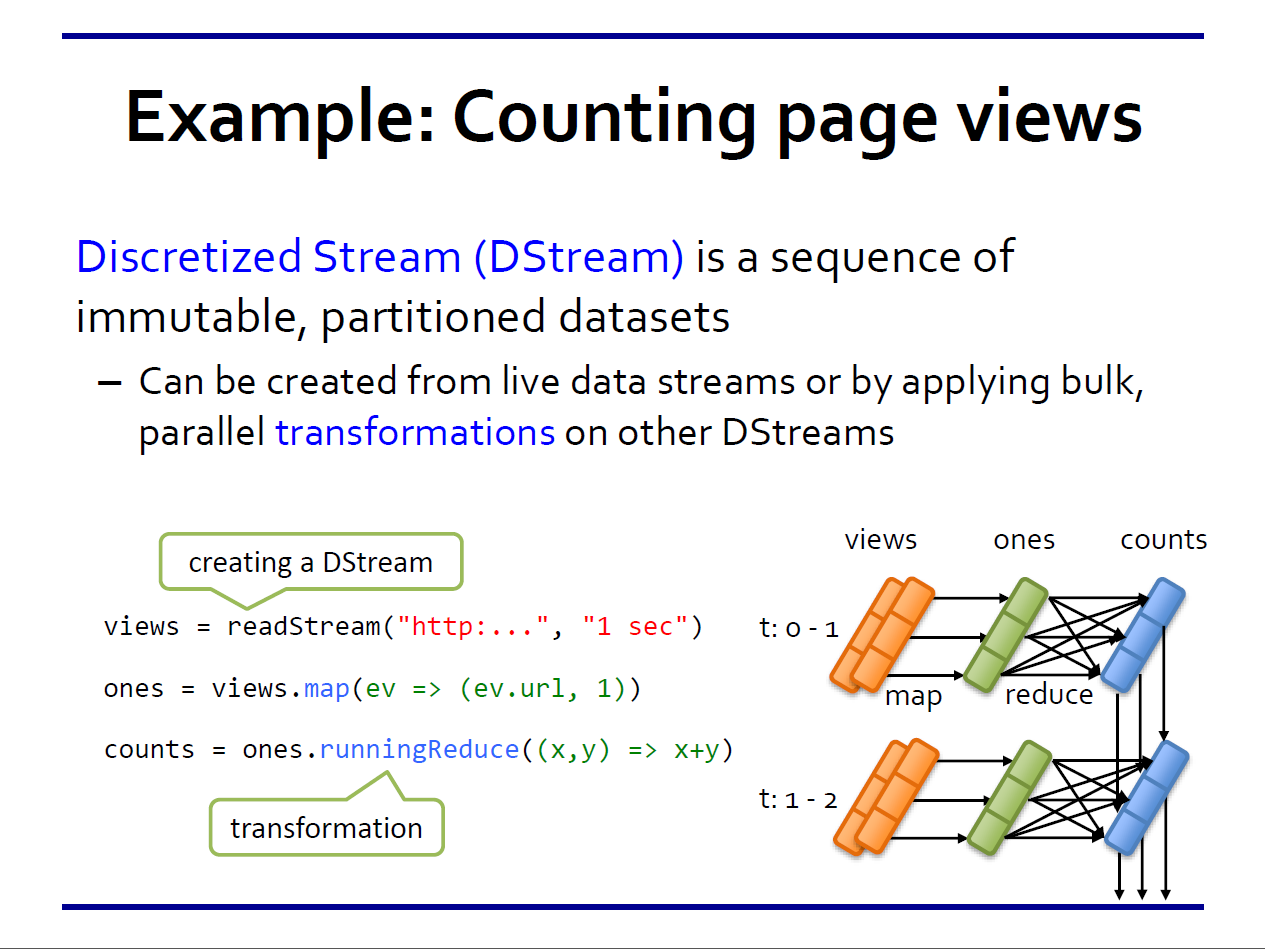 Example: Counting page views
Discretized Stream (DStream) is a sequence of
immutable, partitioned datasets
– Can be created from live data streams or by applying bulk,
parallel transformations on other DStreams
creating a DStream
views = readStream("http:...", "1 sec")
ones = views.map(ev => (ev.url, 1))
counts = ones.runningReduce((x,y) => x+y)
transformation
views ones counts
t: 0 - 1
map reduce
t: 1 - 2